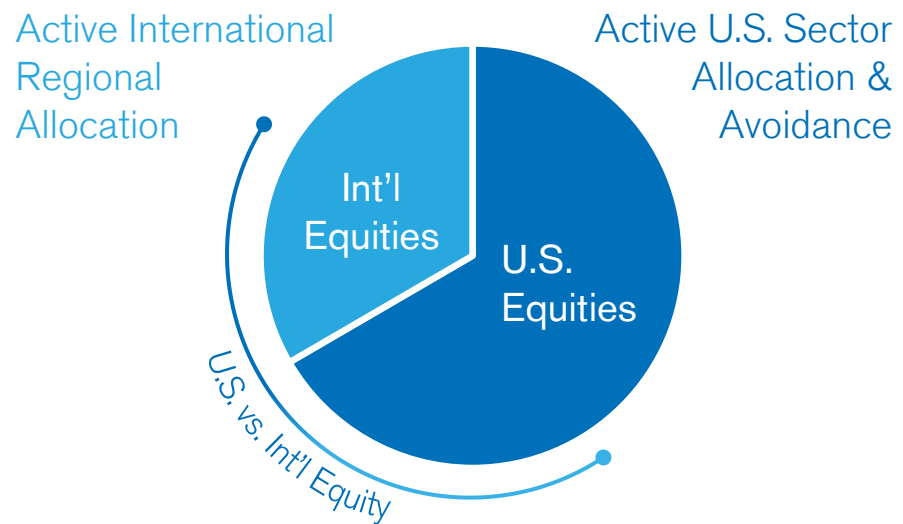 Active International
Regional
Allocation
Active U.S. Sector
Allocation &
Avoidance
Int'l
Equities
U.S.
Equities
U.S. vs. Int'l Equity